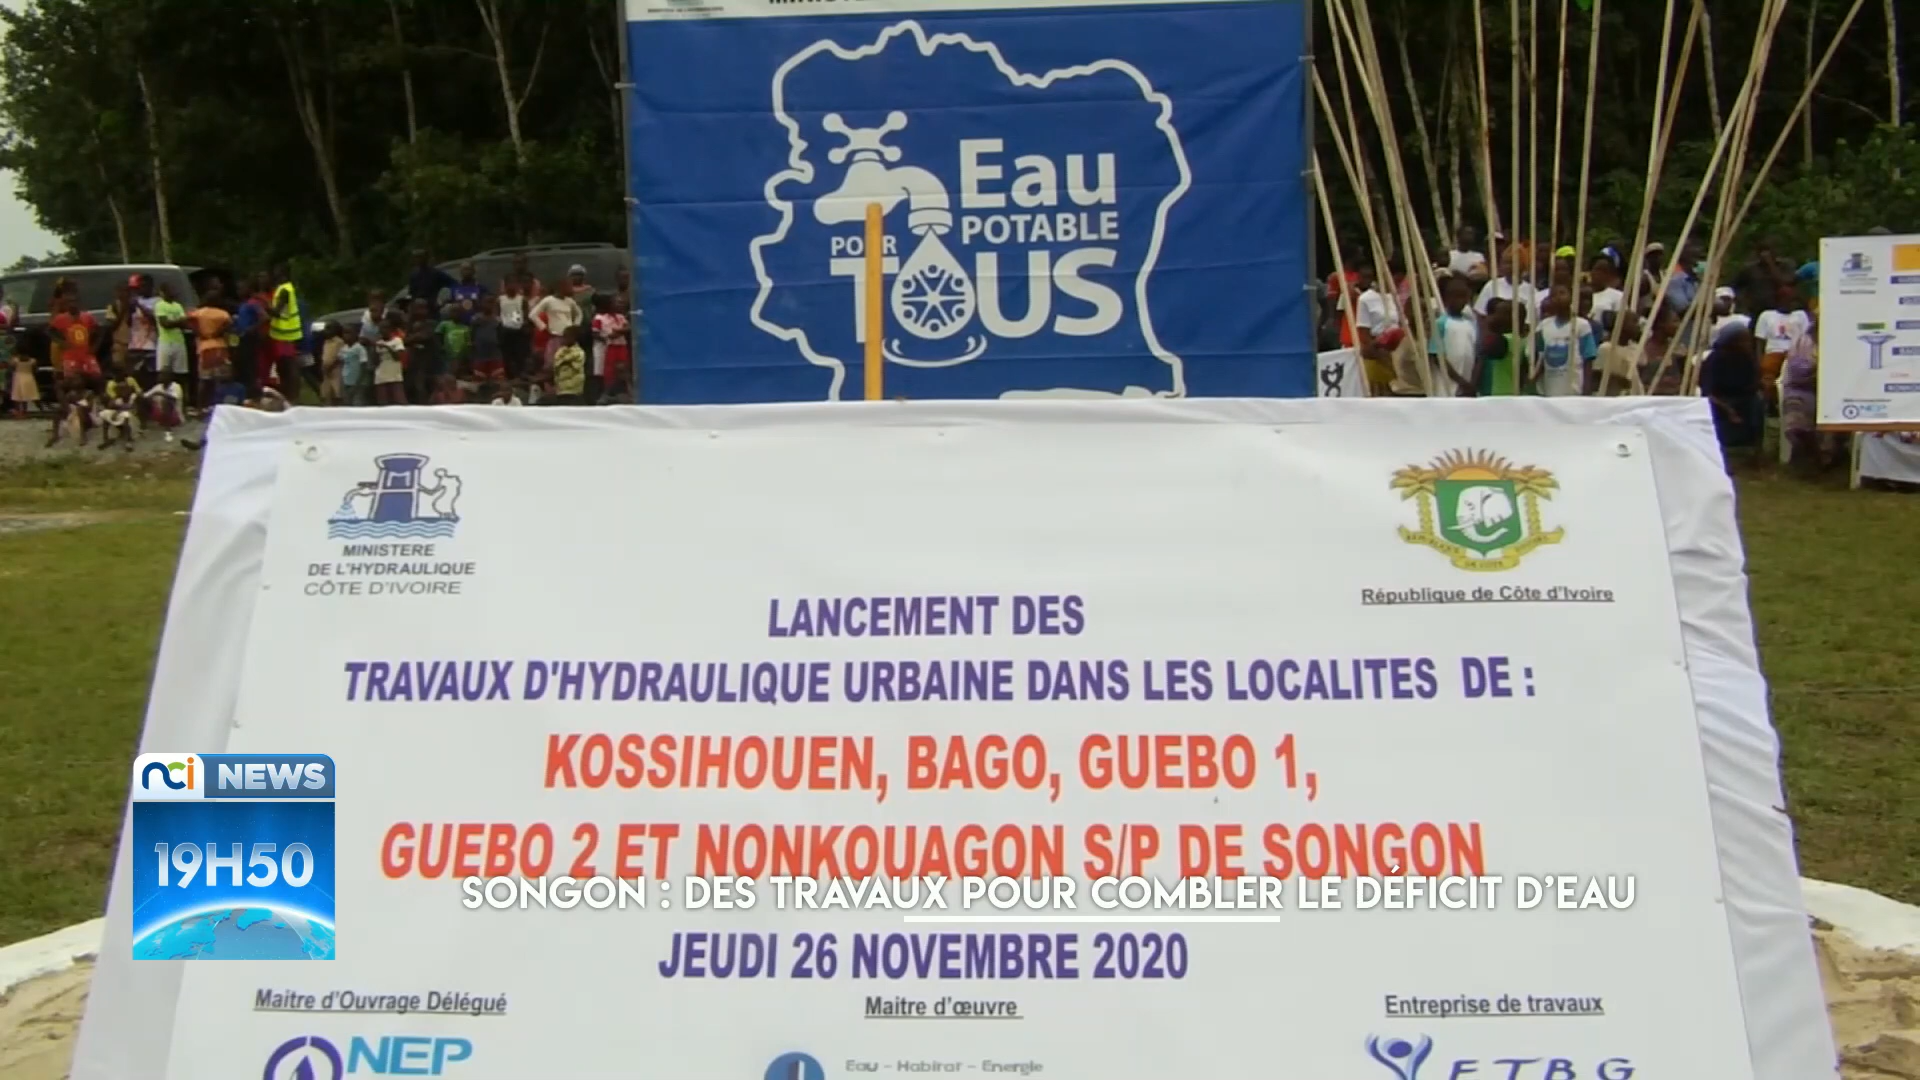 Eau
POTABLE
POUR
TOUS
MINISTERE
DE L'HYDRAULIQUE
CÔTE D'IVOIRE
République de Côte d'Ivoire
LANCEMENT DES
TRAVAUX D'HYDRAULIQUE URBAINE DANS LES LOCALITES DE :
KOSSIHOUEN, BAGO, GUEBO 1,
GUEBO 2 ET NONKOUAGON S/P DE SONGON
nci NEWS
19H50
SONGON : DES TRAVAUX POUR COMBLER LE DÉFICIT D'EAU
JEUDI 26 NOVEMBRE 2020
Maitre d'Ouvrage Délégué
Maitre d'œuvre
Entreprise de travaux
ONEP
Eau - Habitat - Energie
ETBG